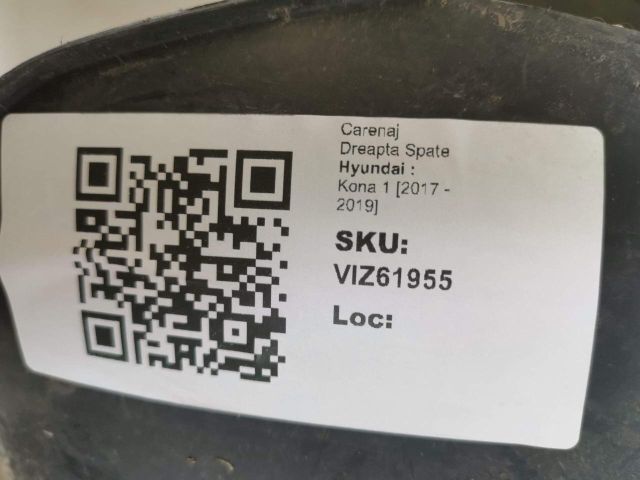 Carenaj
Dreapta Spate
Hyundai :
Kona 1 [2017 -
2019]
SKU:
VIZ61955
Loc: